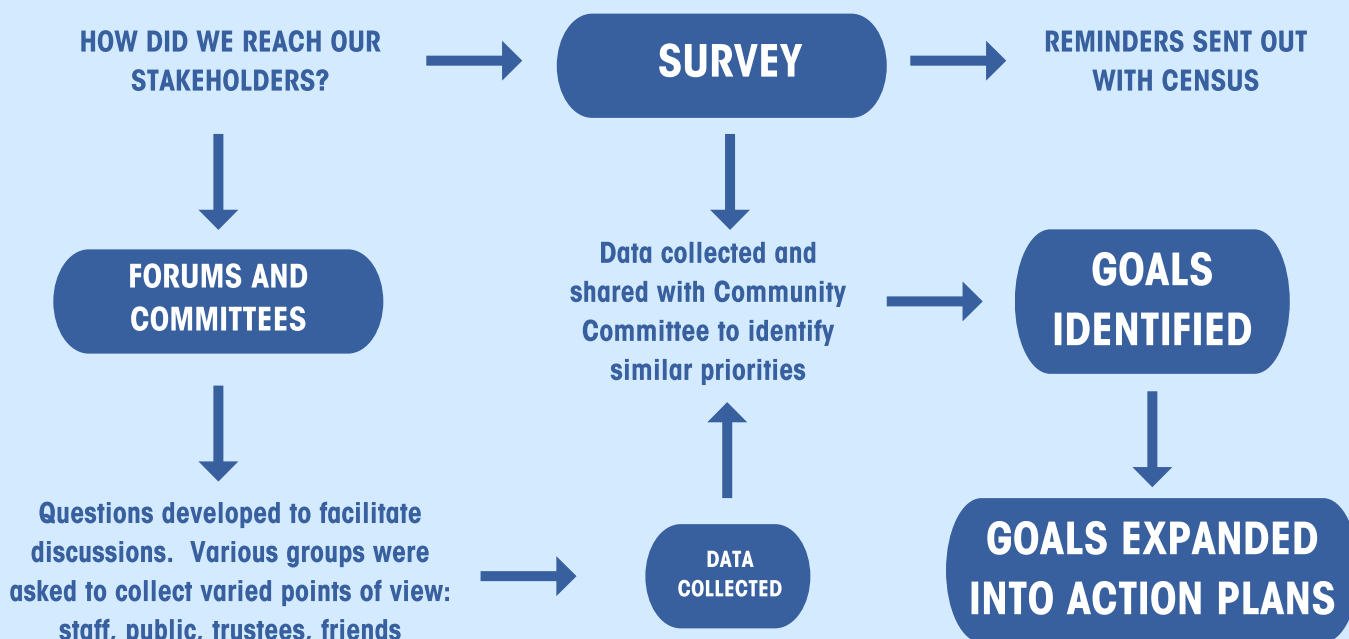 HOW DID WE REACH OUR
STAKEHOLDERS?
SURVEY
REMINDERS SENT OUT
WITH CENSUS
FORUMS AND
COMMITTEES
Data collected and
shared with Community
Committee to identify
similar priorities
GOALS
IDENTIFIED
Questions developed to facilitate
discussions. Various groups were
asked to collect varied points of view:
staff, public, trustees, friends
DATA
COLLECTED
GOALS EXPANDED
INTO ACTION PLANS